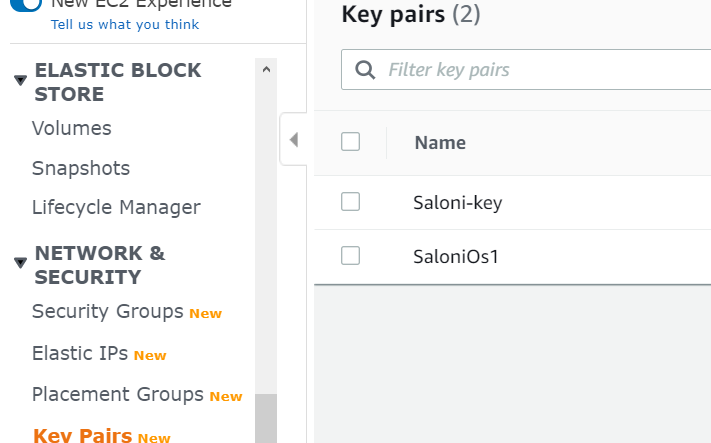 New EC2 Experience
Tell us what you think
ELASTIC BLOCK
STORE
Volumes
Snapshots
Lifecycle Manager
NETWORK &
SECURITY
Security Groups New
Elastic IPs New
Placement Groups New
Key Pairs New
Key pairs (2)
Filter key pairs
Name
Saloni-key
SaloniOs1